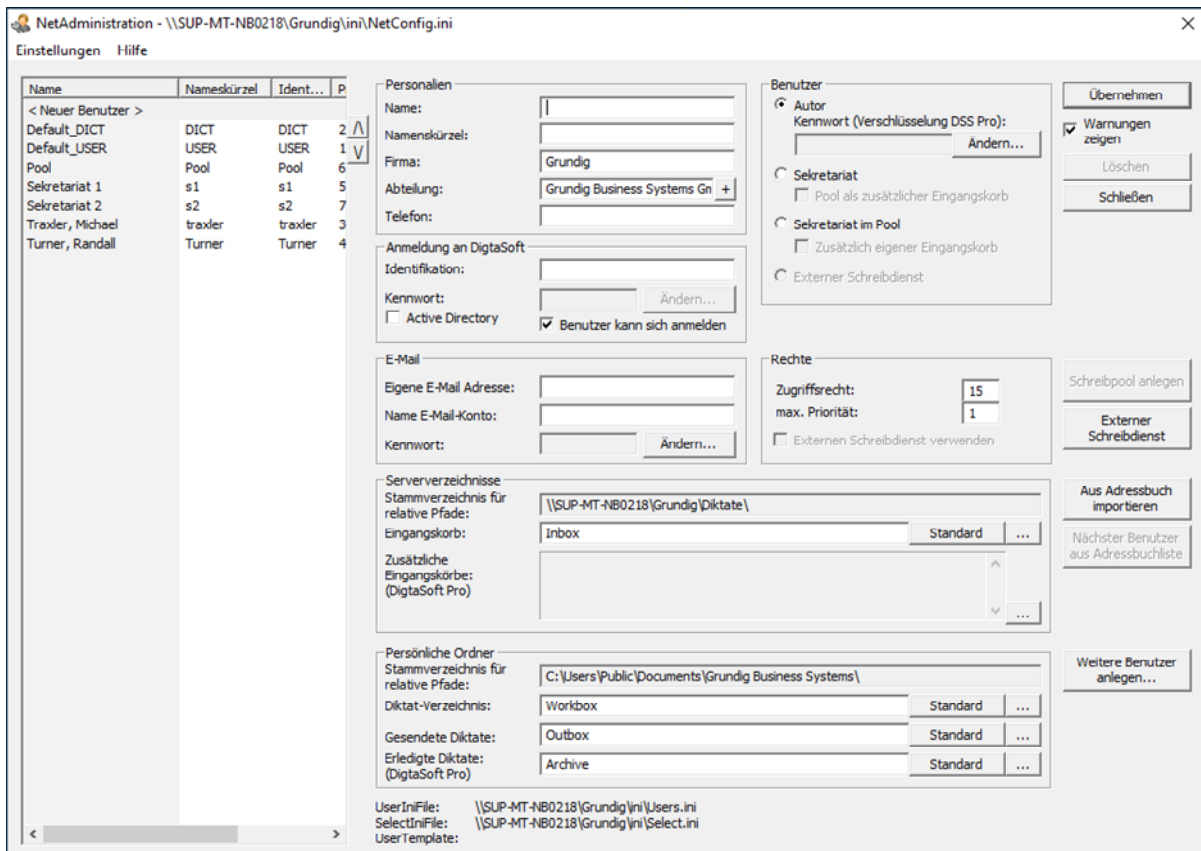 NetAdministration - \\SUP-MT-NB0218\Grundig\ini\NetConfig.ini
Einstellungen Hilfe
Name Nameskürzel Ident... P
< Neuer Benutzer >
Default_DICT DICT DICT 2
Default_USER USER USER 1
Pool Pool Pool 6
Sekretariat 1 s1 s1 5
Sekretariat 2 s2 s2 7
Traxler, Michael traxler traxler 3
Turner, Randall Turner Turner 4
/\
\/
Personalien
Name:
Namenskürzel:
Firma: Grundig
Abteilung: Grundig Business Systems Gn +
Telefon:
Anmeldung an DigtaSoft
Identifikation:
Kennwort: Ändern...
Active Directory
Benutzer kann sich anmelden
E-Mail
Eigene E-Mail Adresse:
Name E-Mail-Konto:
Kennwort: Ändern...
Benutzer
Autor
Kennwort (Verschlüsselung DSS Pro):
Ändern...
Sekretariat
Pool als zusätzlicher Eingangskorb
Sekretariat im Pool
Zusätzlich eigener Eingangskorb
Externer Schreibdienst
Rechte
Zugriffsrecht: 15
max. Priorität: 1
Externen Schreibdienst verwenden
Übernehmen
Warnungen
zeigen
Löschen
Schließen
Schreibpool anlegen
Externer
Schreibdienst
Serververzeichnisse
Stammverzeichnis für
relative Pfade:
\\SUP-MT-NB0218\Grundig\Diktate\
Eingangskorb: Inbox Standard ...
Zusätzliche
Eingangskörbe:
(DigtaSoft Pro)
...
Aus Adressbuch
importieren
Nächster Benutzer
aus Adressbuchliste
Persönliche Ordner
Stammverzeichnis für
relative Pfade:
C:\Users\Public\Documents\Grundig Business Systems\
Diktat-Verzeichnis: Workbox Standard ...
Gesendete Diktate: Outbox Standard ...
Erledigte Diktate:
(DigtaSoft Pro)
Archive Standard ...
Weitere Benutzer
anlegen...
UserIniFile: \\SUP-MT-NB0218\Grundig\ini\Users.ini
SelectIniFile: \\SUP-MT-NB0218\Grundig\ini\Select.ini
UserTemplate: